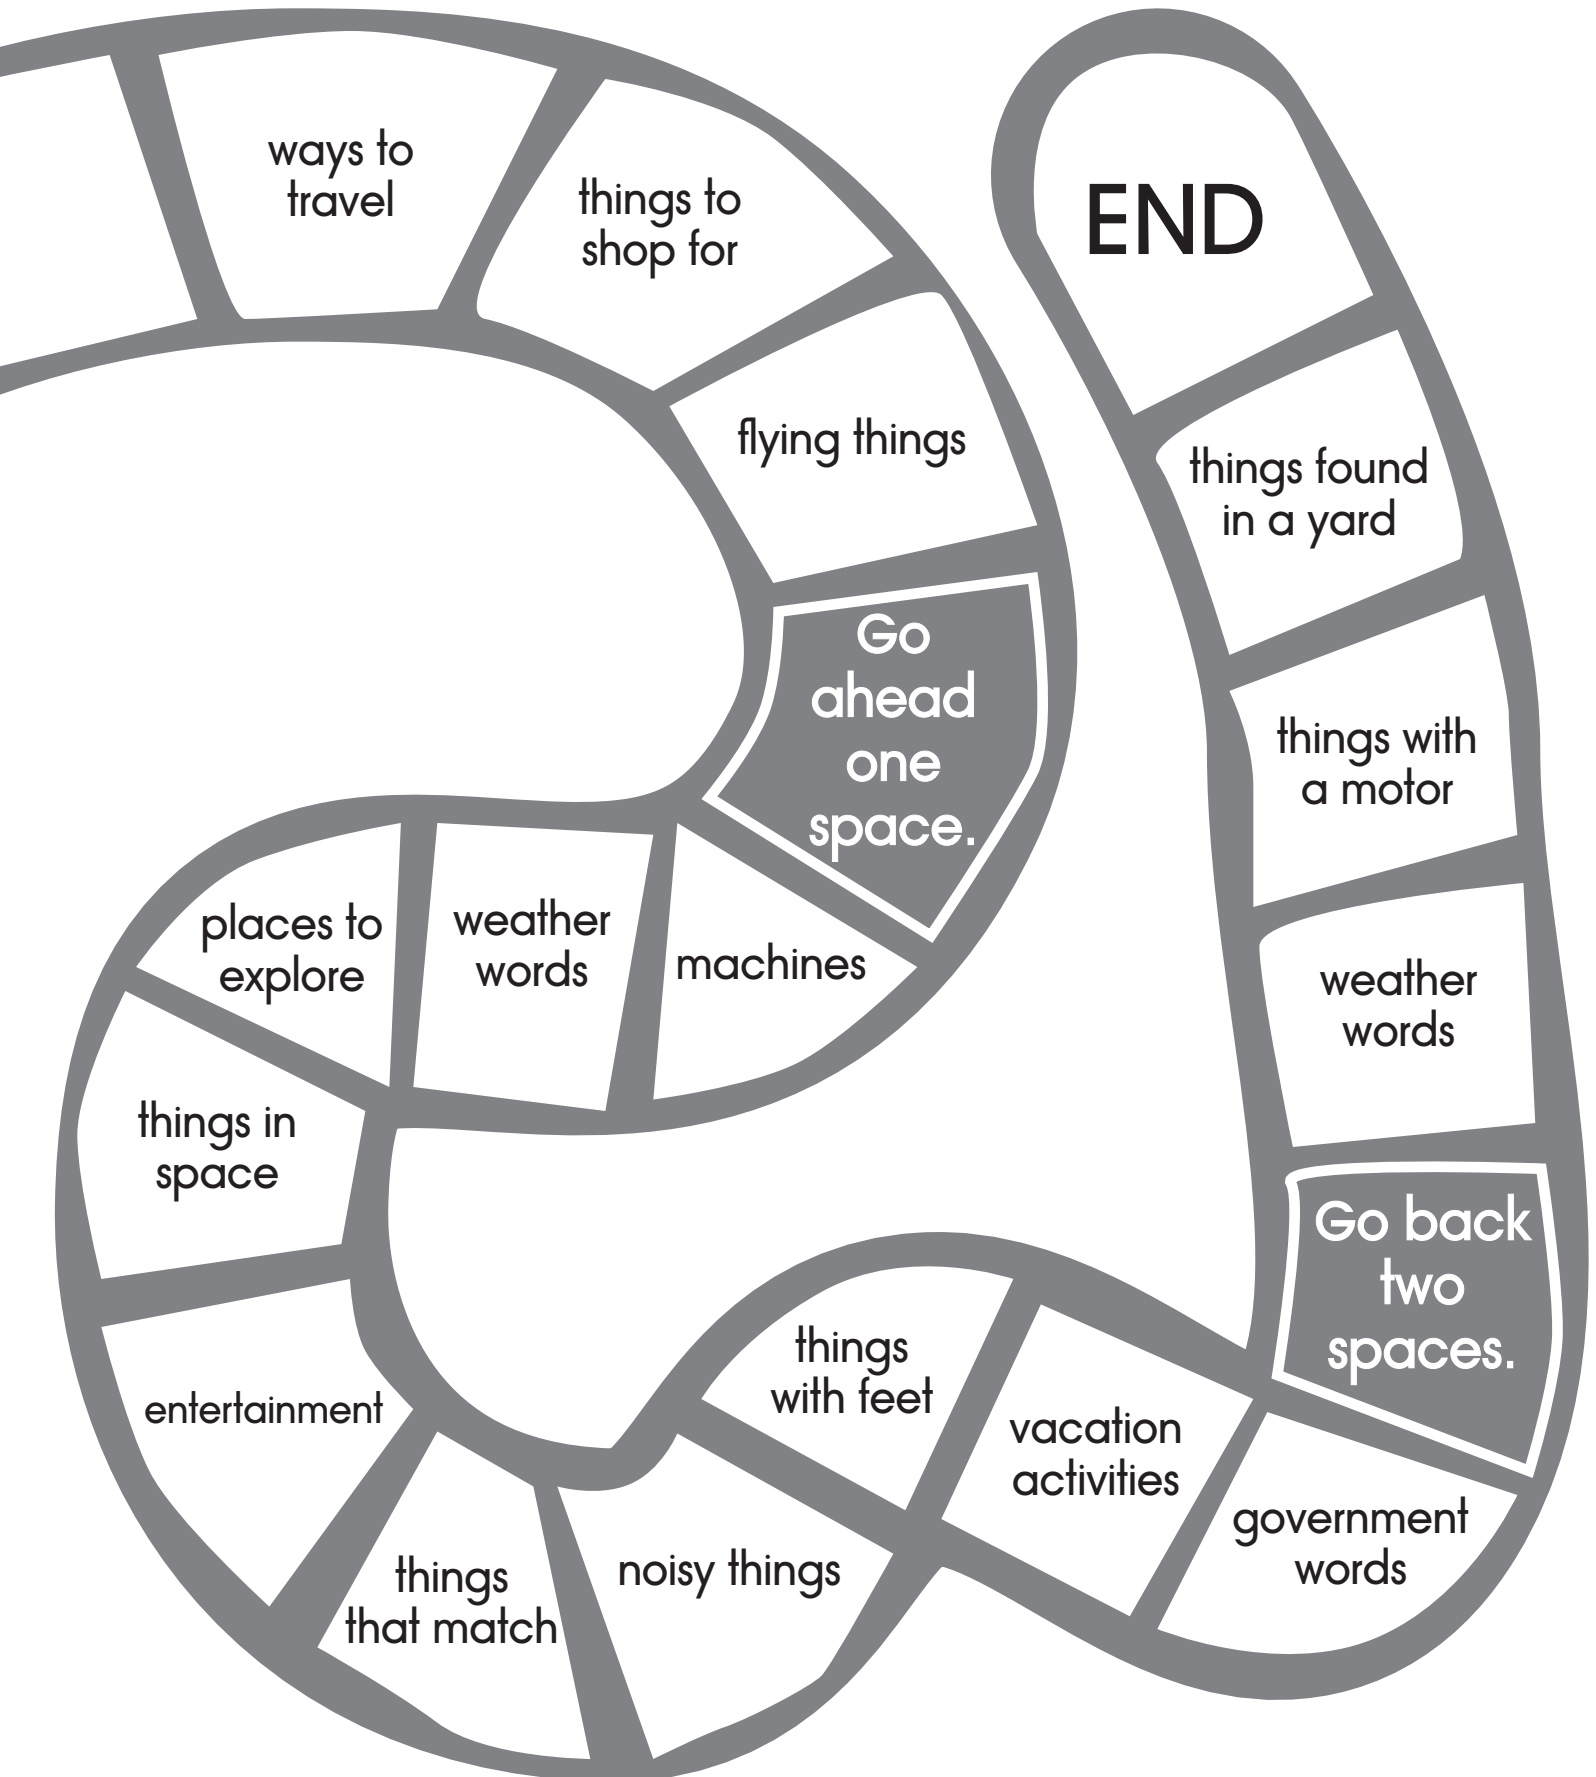 ways to
travel
things to
shop for
flying things
Go
ahead
one
space.
machines
weather
words
places to
explore
things in
space
entertainment
things
that match
noisy things
things
with feet
vacation
activities
government
words
Go back
two
spaces.
weather
words
things with
a motor
things found
in a yard
END